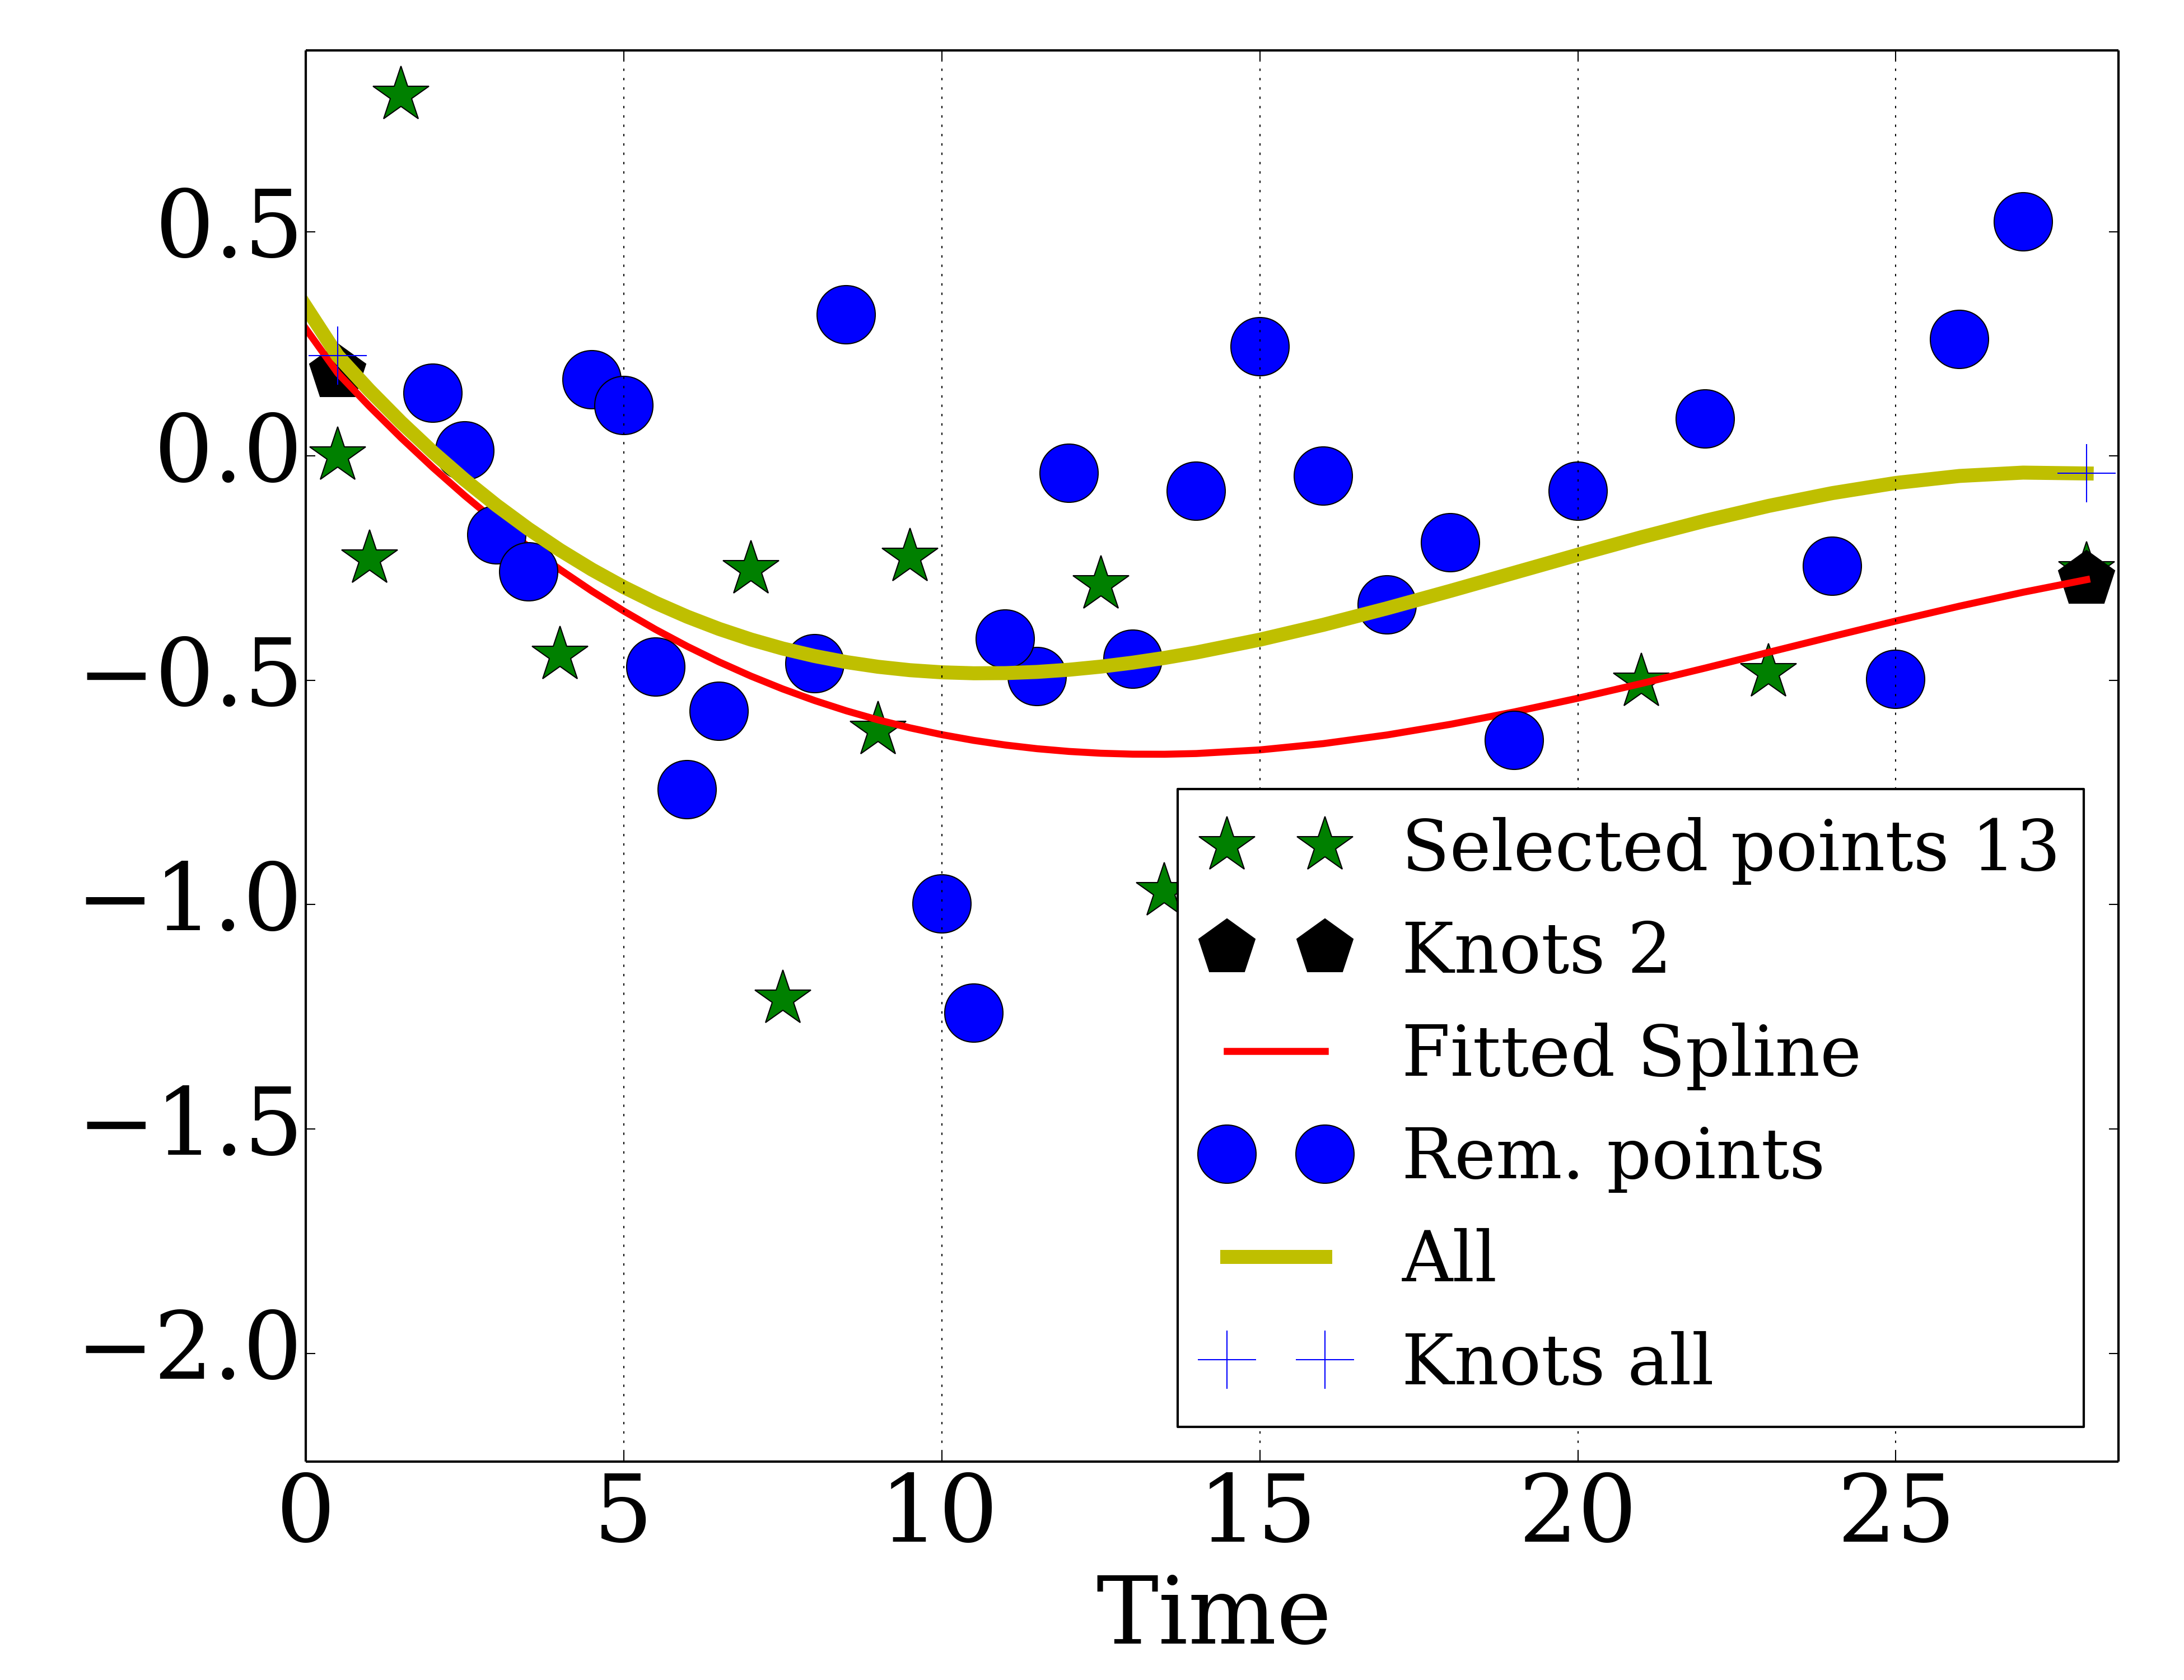 0.5
0.0
−0.5
−1.0
−1.5
−2.0
Selected points 13
Knots 2
Fitted Spline
Rem. points
All
Knots all
0 5 10 15 20 25
Time